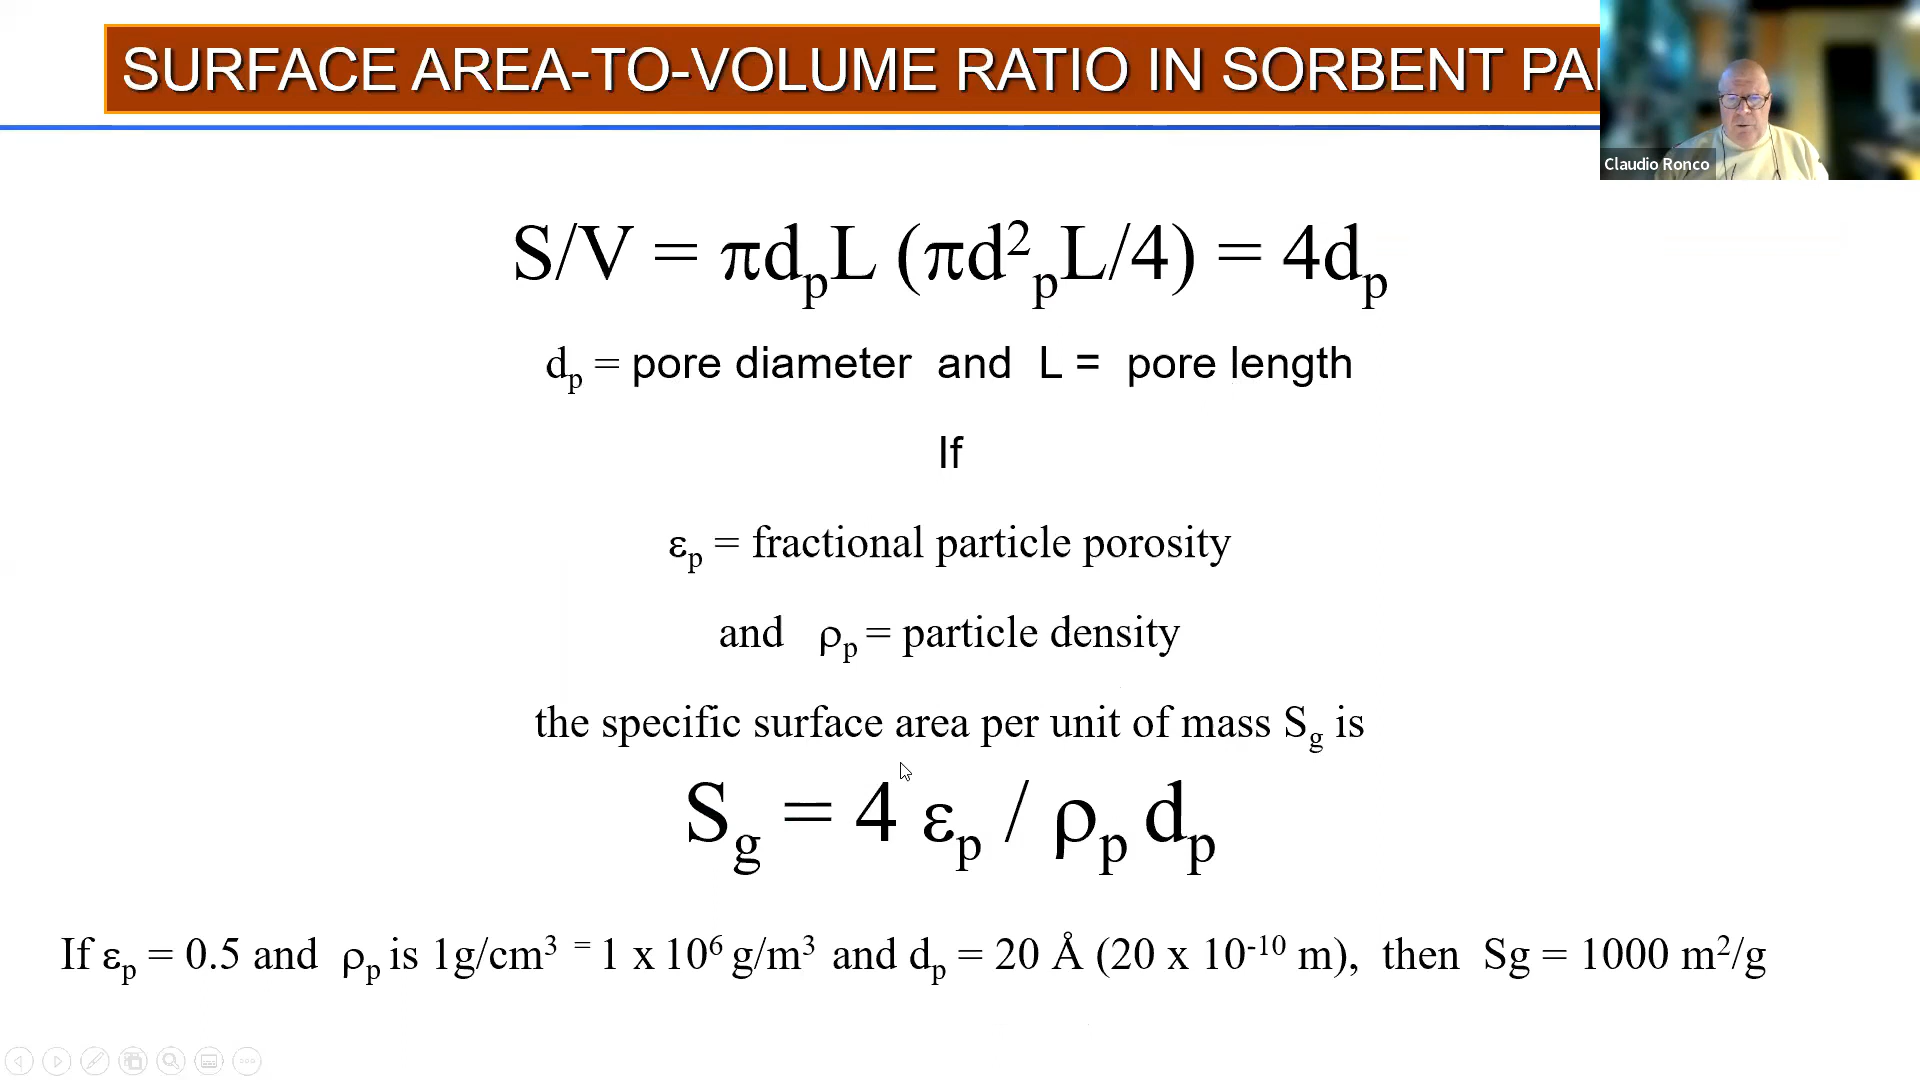 SURFACE AREA-TO-VOLUME RATIO IN SORBENT PA
Claudio Ronco
S/V = πdₚL (πd²ₚL/4) = 4dₚ
dₚ = pore diameter and L = pore length
If
εₚ = fractional particle porosity
and ρₚ = particle density
the specific surface area per unit of mass Sg is
Sg = 4 εₚ / ρₚ dₚ
If εₚ = 0.5 and ρₚ is 1g/cm³ = 1 x 10⁶ g/m³ and dₚ = 20 Å (20 x 10⁻¹⁰ m), then Sg = 1000 m²/g